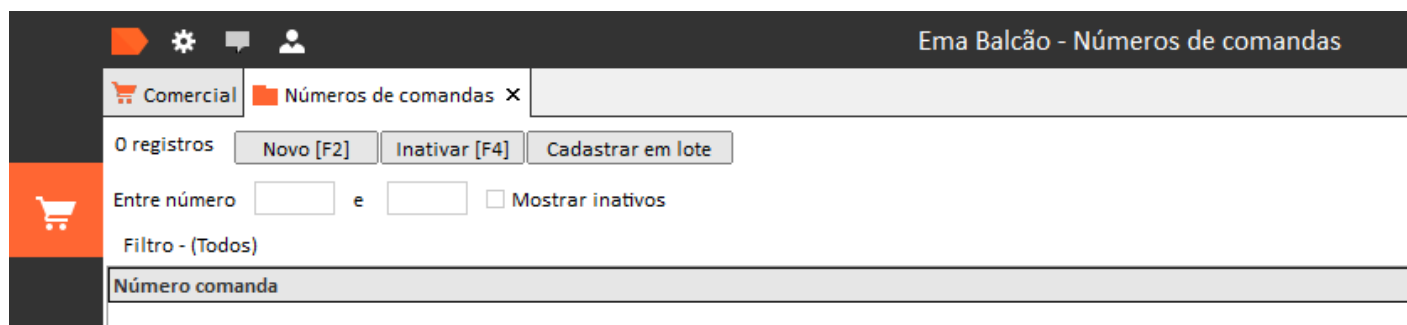 Ema Balcão - Números de comandas
Comercial Números de comandas ×
0 registros Novo [F2] Inativar [F4] Cadastrar em lote
Entre número e Mostrar inativos
Filtro - (Todos)
Número comanda